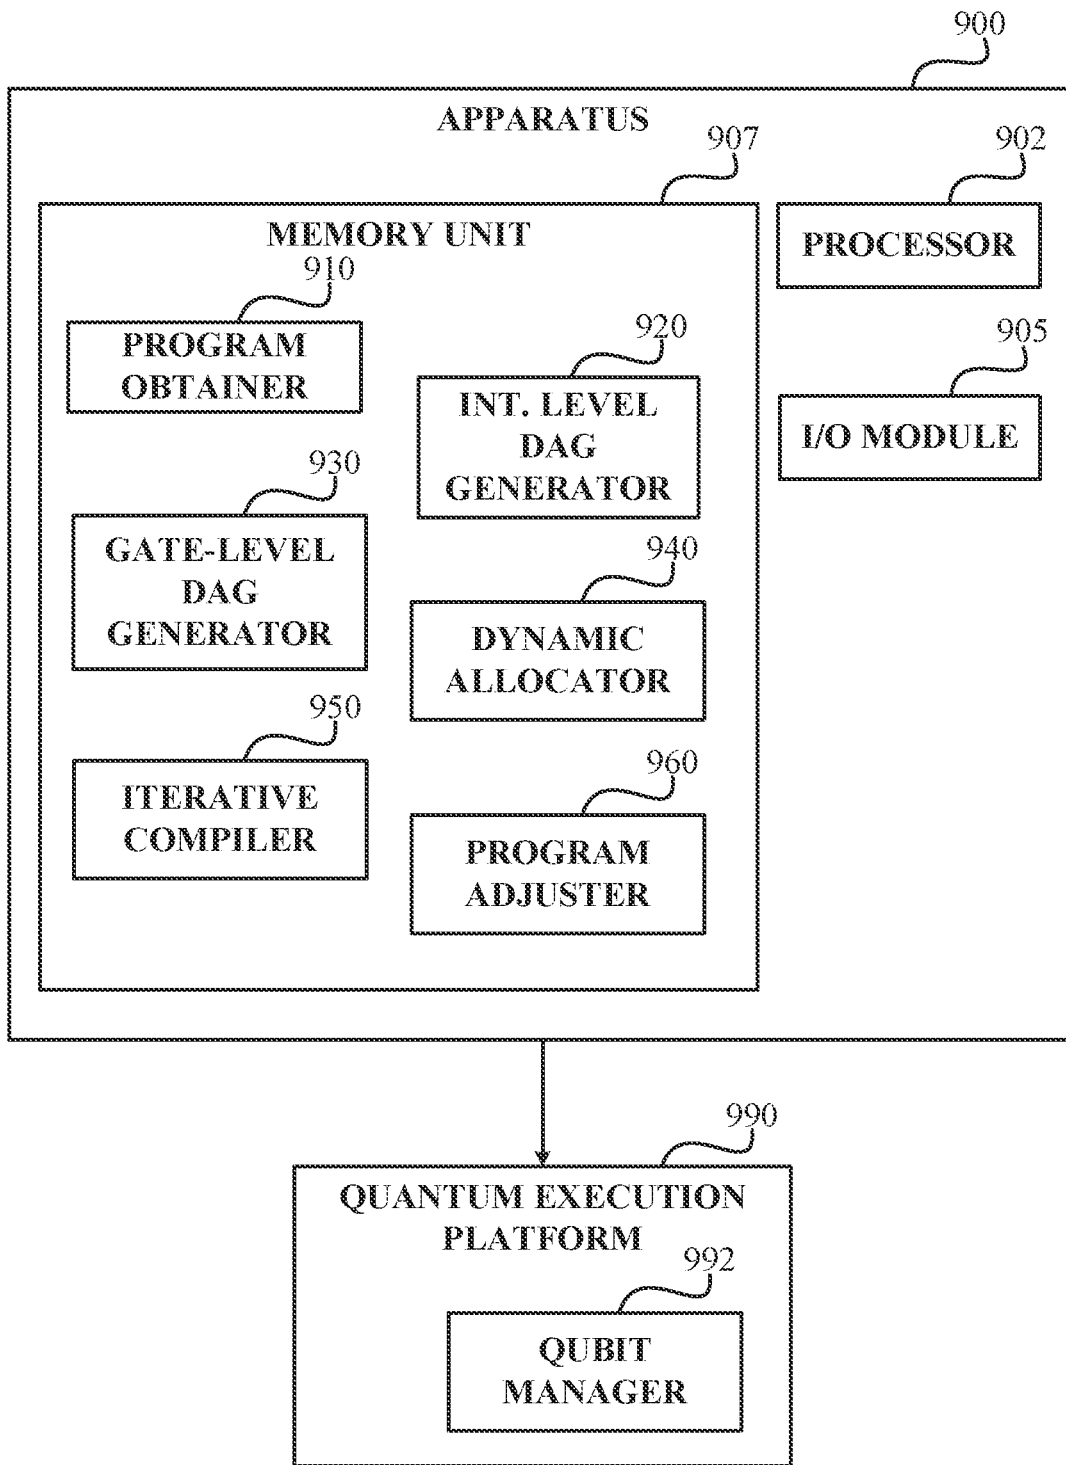 900
APPARATUS
907
902
MEMORY UNIT
PROCESSOR
910
PROGRAM
OBTAINER
920
INT. LEVEL
DAG
GENERATOR
905
I/O MODULE
930
GATE-LEVEL
DAG
GENERATOR
940
DYNAMIC
ALLOCATOR
950
ITERATIVE
COMPILER
960
PROGRAM
ADJUSTER
990
QUANTUM EXECUTION
PLATFORM
992
QUBIT
MANAGER